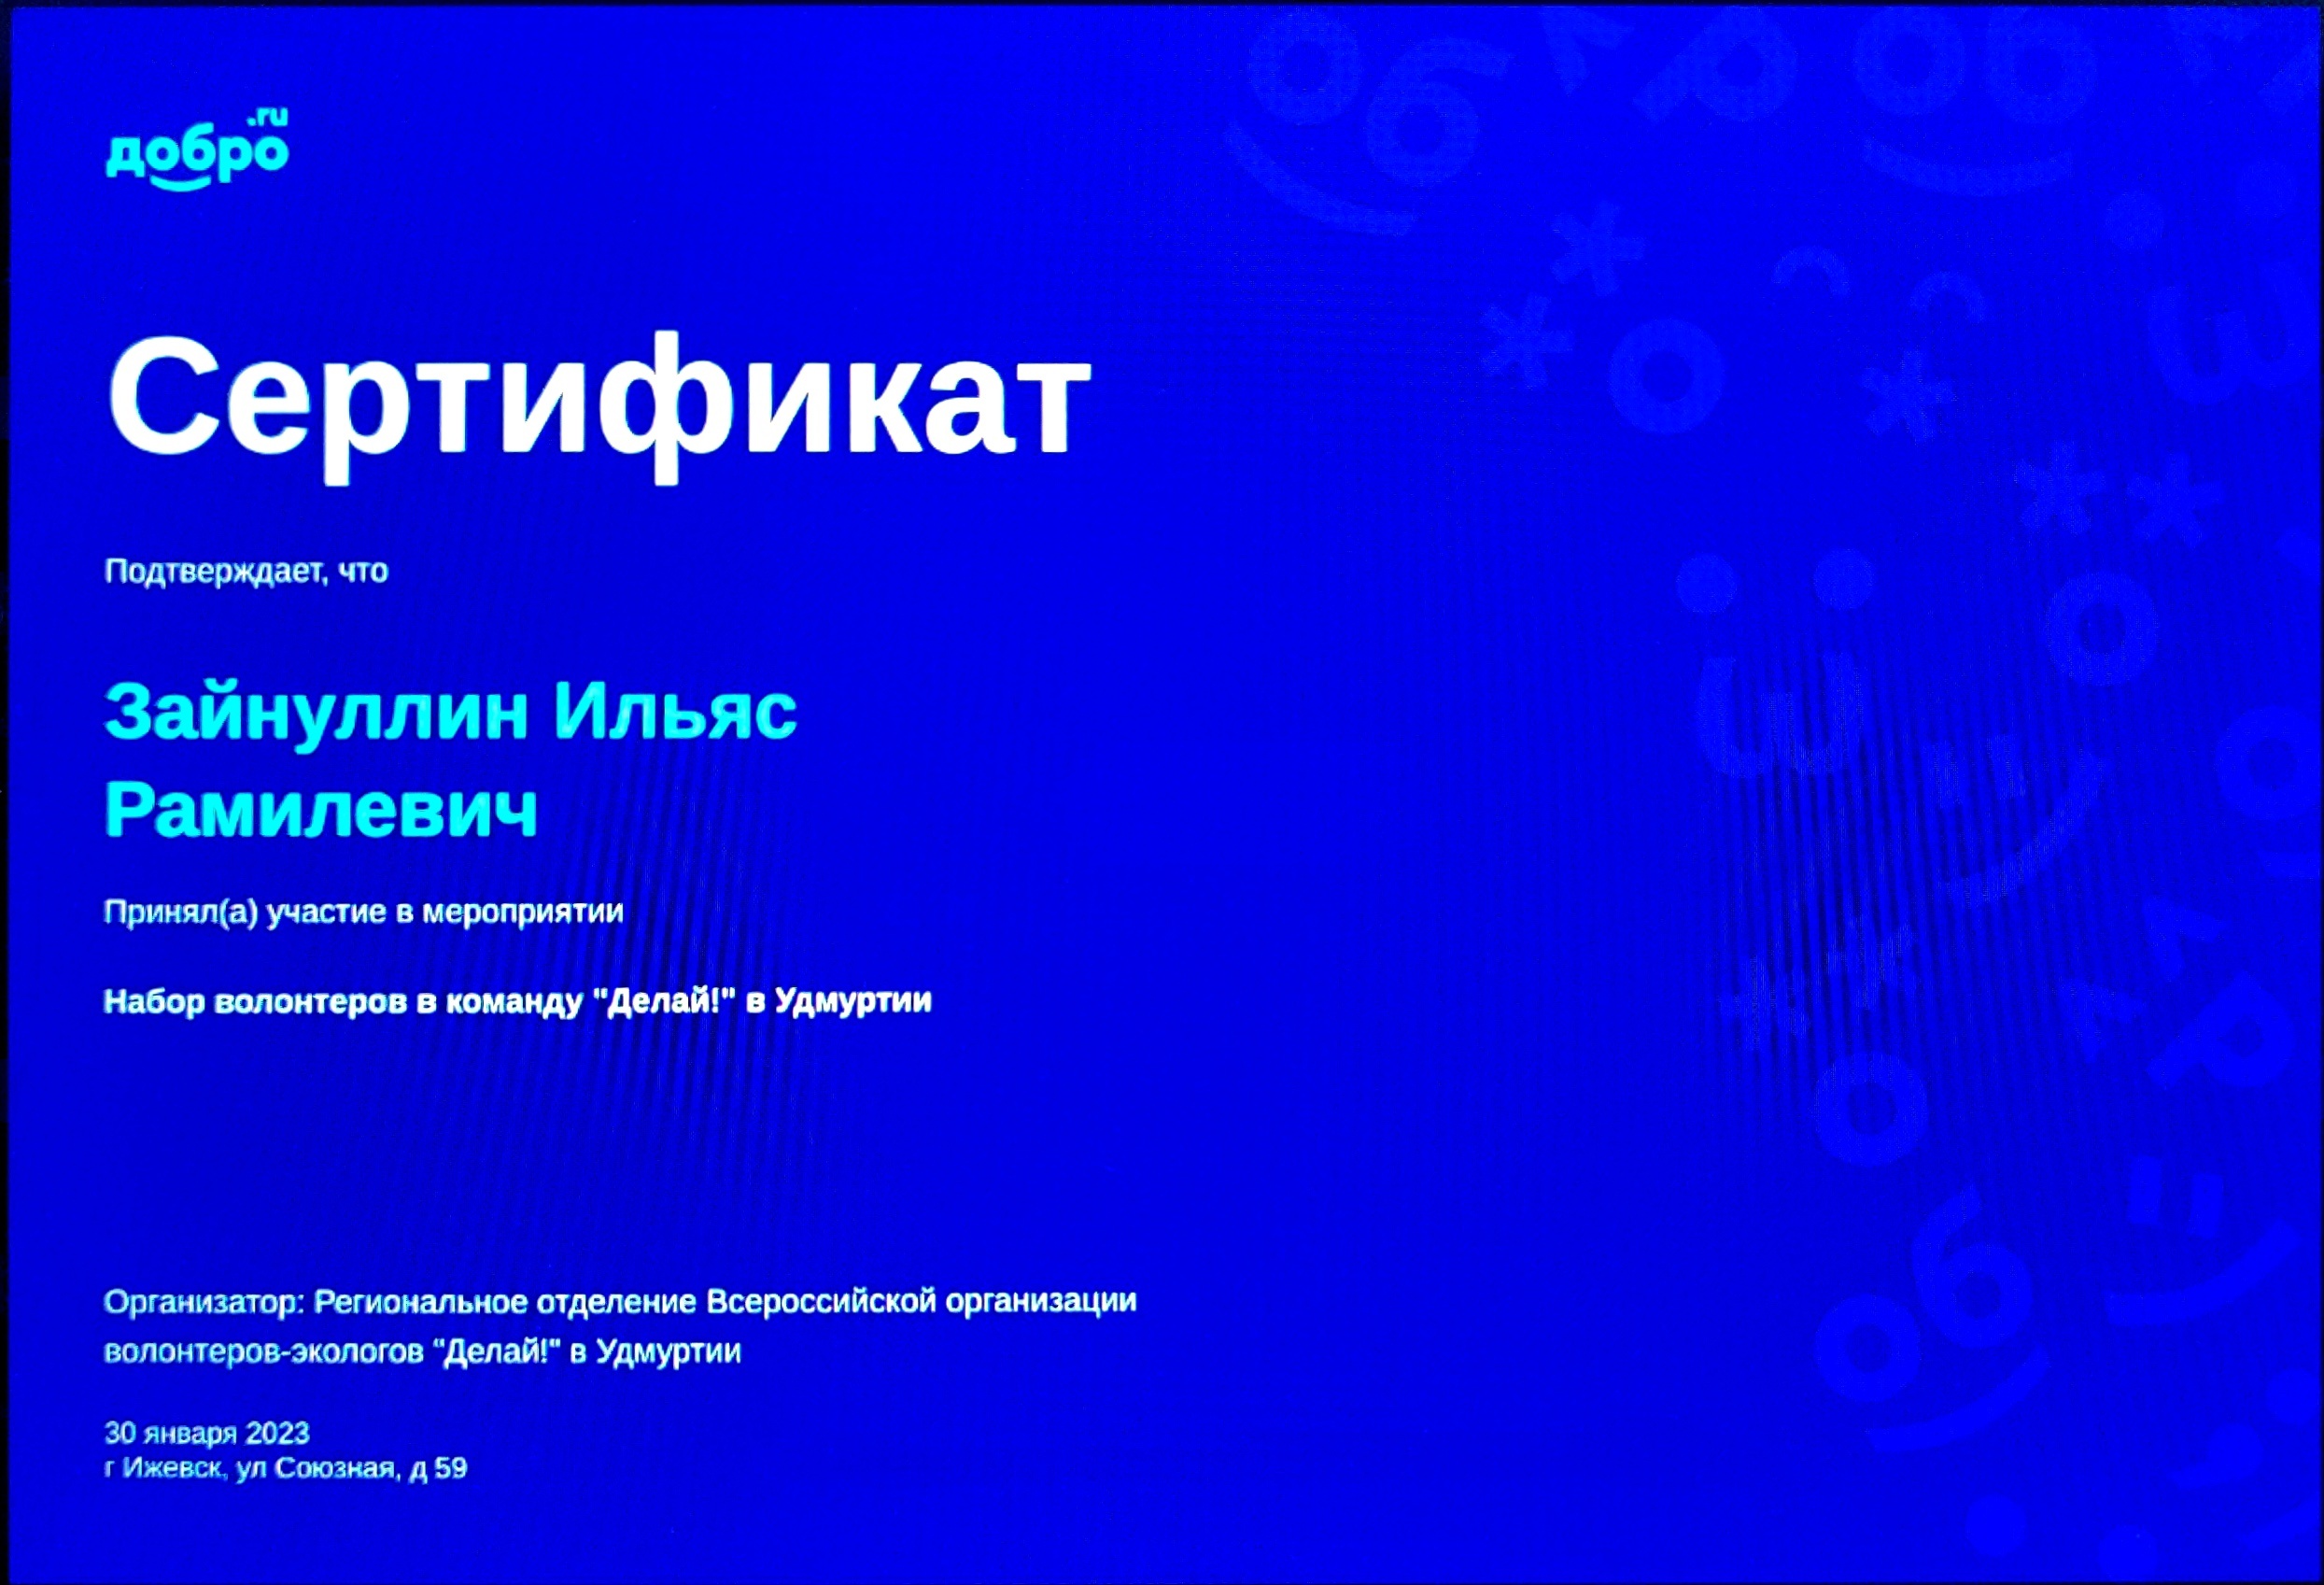 добро.ru
Сертификат
Подтверждает, что
Зайнуллин Ильяс
Рамилевич
Принял(а) участие в мероприятии
Набор волонтеров в команду "Делай!" в Удмуртии
Организатор: Региональное отделение Всероссийской организации
волонтеров-экологов "Делай!" в Удмуртии
30 января 2023
г Ижевск, ул Союзная, д 59